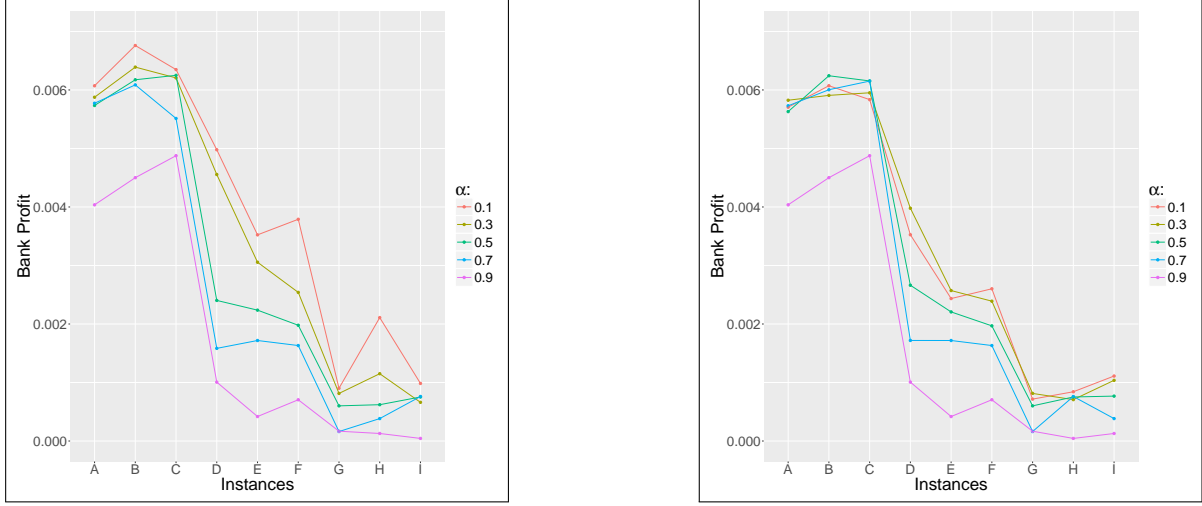 0.006
0.004
0.002
0.000
Bank Profit
A B C D E F G H I
Instances
α:
0.1
0.3
0.5
0.7
0.9
0.006
0.004
0.002
0.000
Bank Profit
A B C D E F G H I
Instances
α:
0.1
0.3
0.5
0.7
0.9